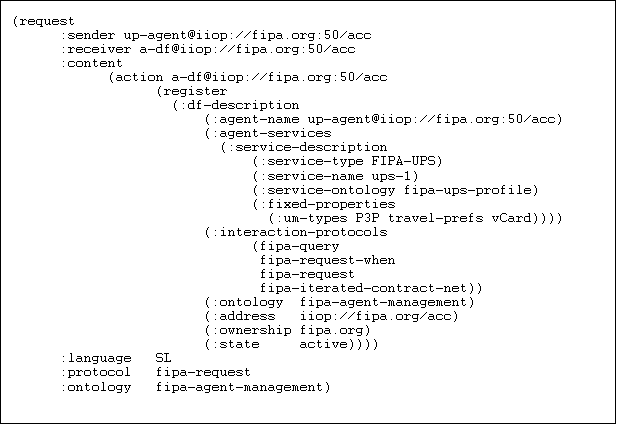 (request
:sender up-agent@iiop://fipa.org:50/acc
:receiver a-df@iiop://fipa.org:50/acc
:content
(action a-df@iiop://fipa.org:50/acc
(register
(:df-description
(:agent-name up-agent@iiop://fipa.org:50/acc)
(:agent-services
(:service-description
(:service-type FIPA-UPS)
(:service-name ups-1)
(:service-ontology fipa-ups-profile)
(:fixed-properties
(:um-types P3P travel-prefs vCard))))
(:interaction-protocols
(fipa-query
fipa-request-when
fipa-request
fipa-iterated-contract-net))
(:ontology fipa-agent-management)
(:address iiop://fipa.org/acc)
(:ownership fipa.org)
(:state active))))
:language SL
:protocol fipa-request
:ontology fipa-agent-management)